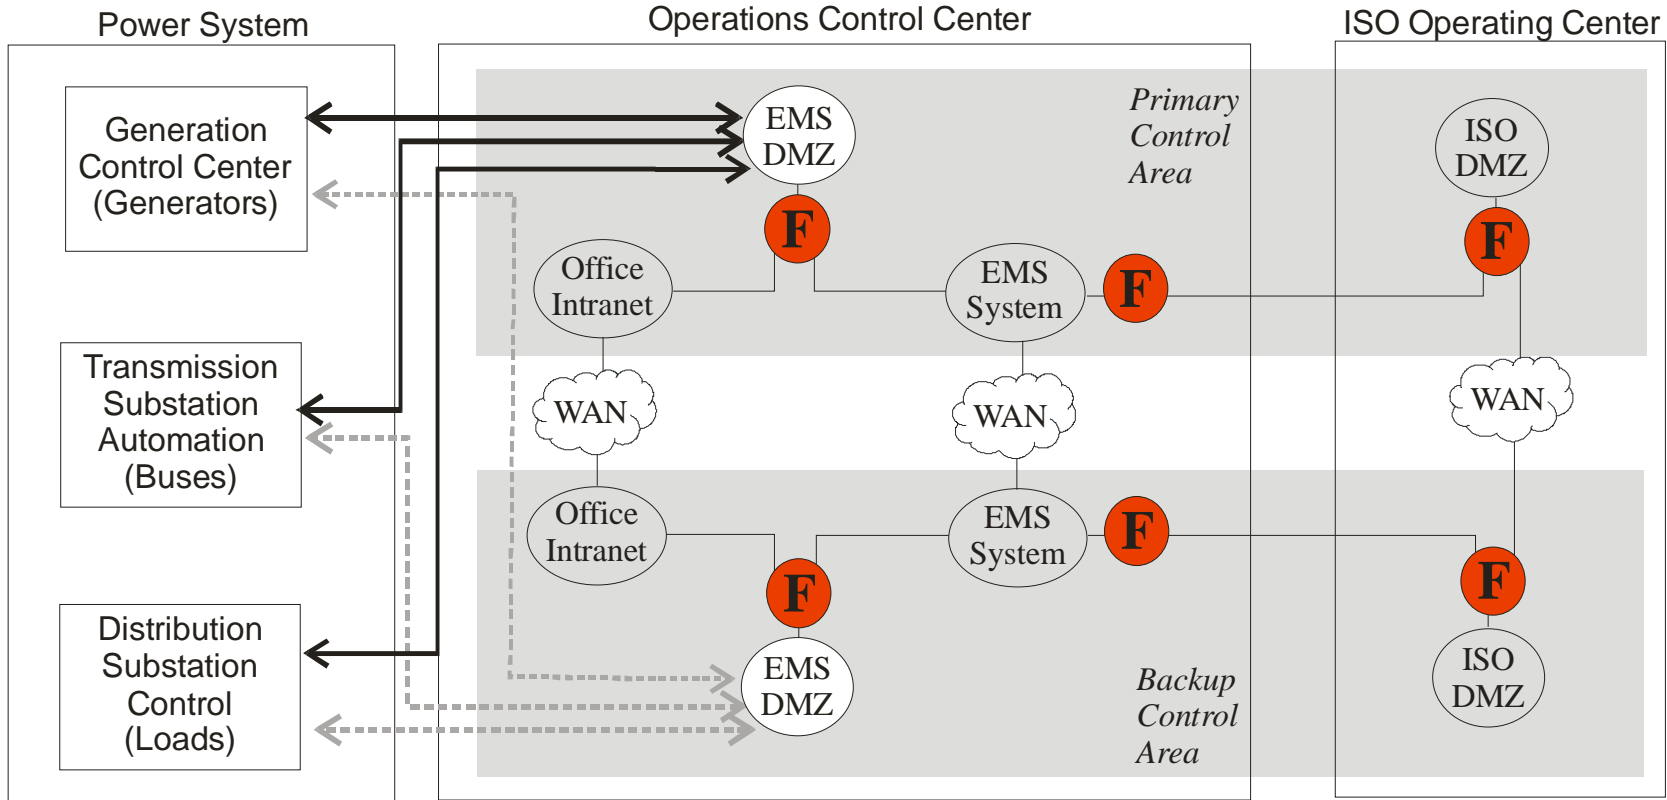 Power System
Operations Control Center
ISO Operating Center
Generation
Control Center
(Generators)
Transmission
Substation
Automation
(Buses)
Distribution
Substation
Control
(Loads)
EMS
DMZ
F
Primary
Control
Area
Office
Intranet
EMS
System
F
ISO
DMZ
F
WAN
WAN
WAN
Office
Intranet
EMS
System
F
F
EMS
DMZ
Backup
Control
Area
F
ISO
DMZ